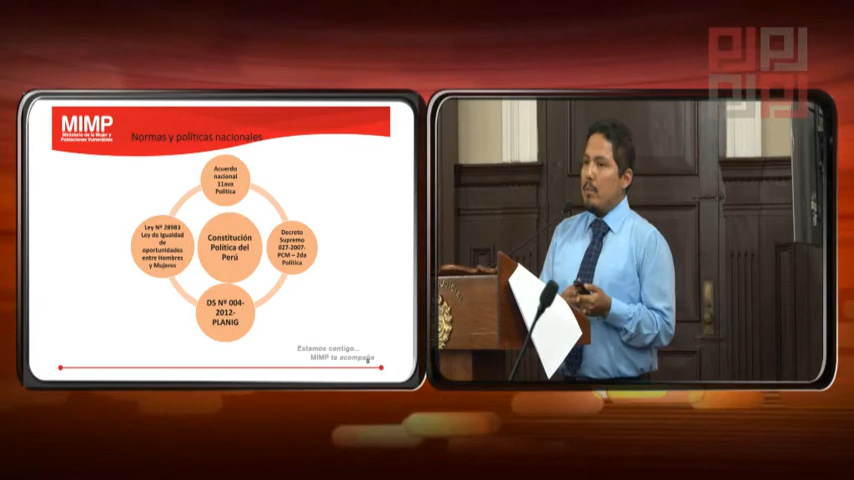 MIMP
Ministerio de la Mujer y
Poblaciones Vulnerables
Normas y políticas nacionales
Acuerdo
nacional
11ava
Política
Ley Nº 28983
Ley de Igualdad
de
oportunidades
entre Hombres
y Mujeres
Constitución
Política del
Perú
Decreto
Supremo
027-2007-
PCM – 2da
Política
DS Nº 004-
2012-
PLANIG
Estamos contigo...
MIMP te acompaña